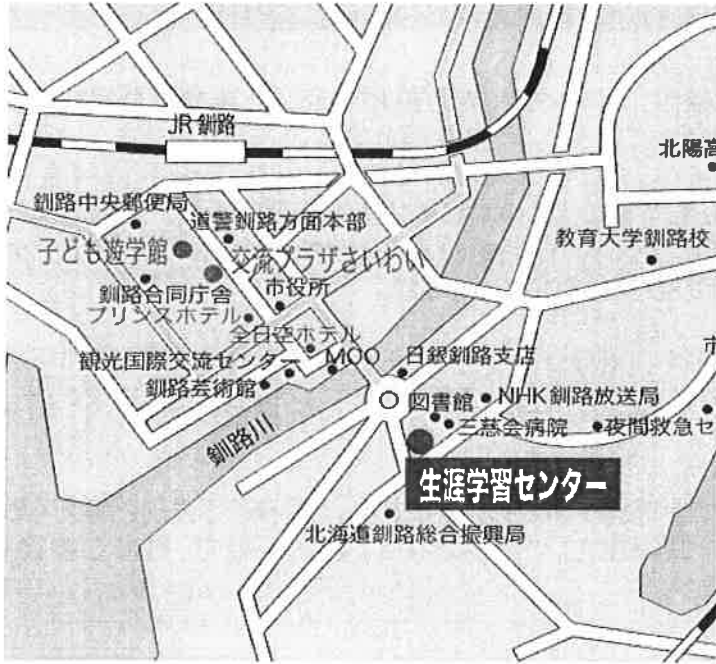 JR釧路
北陽高
釧路中央郵便局
道警釧路方面本部
子ども遊学館
交流プラザさいわい
教育大学釧路校
釧路合同庁舎
市役所
プリンスホテル
全日空ホテル
観光国際交流センター
MOO
日銀釧路支店
市
釧路芸術館
図書館
NHK釧路放送局
三慈会病院
夜間救急セ
釧路川
生涯学習センター
北海道釧路総合振興局